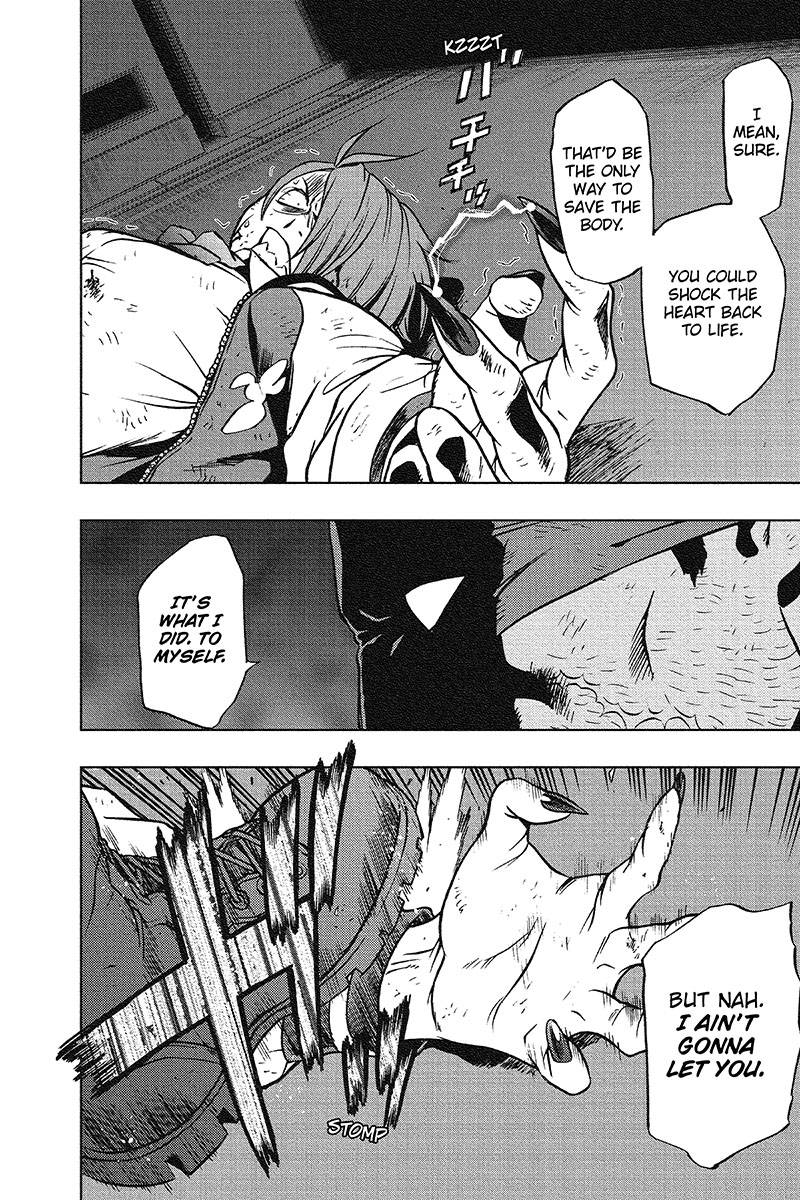 I
MEAN,
SURE.
THAT'D BE
THE ONLY
WAY TO
SAVE THE
BODY.
YOU COULD
SHOCK THE
HEART BACK
TO LIFE.
KZZZT
バチチッ
IT'S
WHAT I
DID. TO
MYSELF.
BUT NAH.
I AIN'T
GONNA
LET YOU.
STOMP